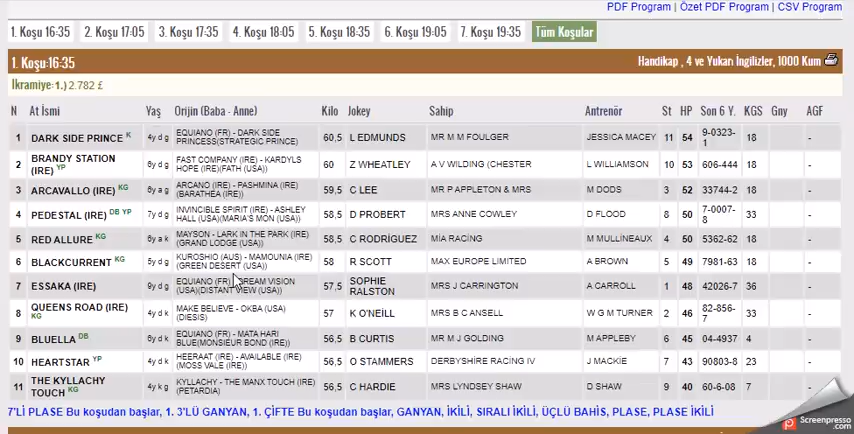 PDF Program | Özet PDF Program | CSV Program
1. Koşu 16:35 2. Koşu 17:05 3. Koşu 17:35 4. Koşu 18:05 5. Koşu 18:35 6. Koşu 19:05 7. Koşu 19:35 Tüm Koşular
1. Koşu:16:35 Handikap , 4 ve Yukarı İngilizler, 1000 Kum
İkramiye:1.) 2.782 £
N At İsmi Yaş Orijin (Baba - Anne) Kilo Jokey Sahip Antrenör St HP Son 6 Y. KGS Gny AGF
1 DARK SIDE PRINCE K 4y d g EQUIANO (FR) - DARK SIDE PRINCESS(STRATEGIC PRINCE) 60,5 L EDMUNDS MR M M FOULGER JESSICA MACEY 11 54 9-0323-1 18 -
2 BRANDY STATION (IRE) YP 6y d g FAST COMPANY (IRE) - KARDYLS HOPE (IRE)(FATH (USA)) 60 Z WHEATLEY A V WILDING (CHESTER L WILLIAMSON 10 53 606-444 18 -
3 ARCAVALLO (IRE) KG 6y a g ARCANO (IRE) - PASHMINA (IRE)(BARATHEA (IRE)) 59,5 C LEE MR P APPLETON & MRS M DODS 3 52 33744-2 18 -
4 PEDESTAL (IRE) DB YP 7y d g INVINCIBLE SPIRIT (IRE) - ASHLEY HALL (USA)(MARIA'S MON (USA)) 58,5 D PROBERT MRS ANNE COWLEY D FLOOD 8 50 7-0007-8 33 -
5 RED ALLURE KG 6y a k MAYSON - LARK IN THE PARK (IRE)(GRAND LODGE (USA)) 58,5 C RODRÍGUEZ MİA RACİNG M MULLİNEAUX 4 50 5362-62 18 -
6 BLACKCURRENT KG 5y d g KUROSHIO (AUS) - MAMOUNIA (IRE)(GREEN DESERT (USA)) 58 R SCOTT MAX EUROPE LIMITED A BROWN 5 49 7981-63 18 -
7 ESSAKA (IRE) 9y d g EQUIANO (FR) - DREAM VISION (USA)(DISTANT VIEW (USA)) 57,5 SOPHIE RALSTON MRS J CARRINGTON A CARROLL 1 48 42026-7 36 -
8 QUEENS ROAD (IRE) KG 4y d k MAKE BELIEVE - OKBA (USA)(DIESIS) 57 K O'NEILL MRS B C ANSELL W G M TURNER 2 46 82-856-7 33 -
9 BLUELLA DB 6y d k EQUIANO (FR) - MATA HARI BLUE(MONSIEUR BOND (IRE)) 56,5 B CURTIS MR M J GOLDING M APPLEBY 6 45 04-4937 4 -
10 HEARTSTAR YP 4y d k HEERAAT (IRE) - AVAILABLE (IRE)(MOSS VALE (IRE)) 56,5 O STAMMERS DERBYSHİRE RACİNG IV J MACKİE 7 43 90803-8 23 -
11 THE KYLLACHY TOUCH KG 4y k g KYLLACHY - THE MANX TOUCH (IRE)(PETARDIA) 56,5 C HARDIE MRS LYNDSEY SHAW D SHAW 9 40 60-6-08 7 -
7'Lİ PLASE Bu koşudan başlar, 1. 3'LÜ GANYAN, 1. ÇİFTE Bu koşudan başlar, GANYAN, İKİLİ, SIRALI İKİLİ, ÜÇLÜ BAHİS, PLASE, PLASE İKİLİ
Screenpresso.com